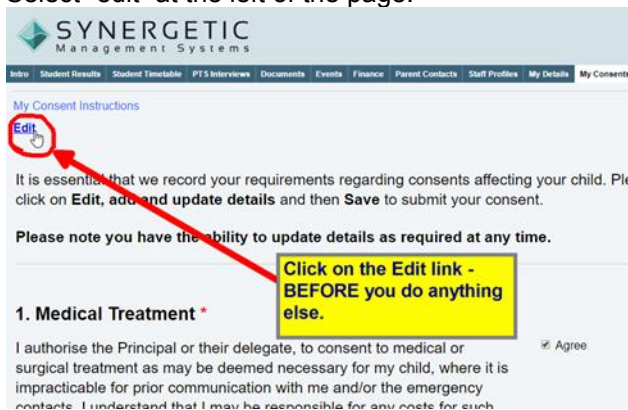 Select "edit" at the left of the page.
SYNERGETIC
Management Systems
Intro Student Results Student Timetable PTS Interviews Documents Events Finance Parent Contacts Staff Profiles My Details My Consents
My Consent Instructions
Edit
It is essential that we record your requirements regarding consents affecting your child. Ple
click on Edit, add and update details and then Save to submit your consent.
Please note you have the ability to update details as required at any time.
Click on the Edit link -
BEFORE you do anything
else.
1. Medical Treatment *
I authorise the Principal or their delegate, to consent to medical or
Agree
surgical treatment as may be deemed necessary for my child, where it is
impracticable for prior communication with me and/or the emergency
contacts. I understand that I may be responsible for any costs for such